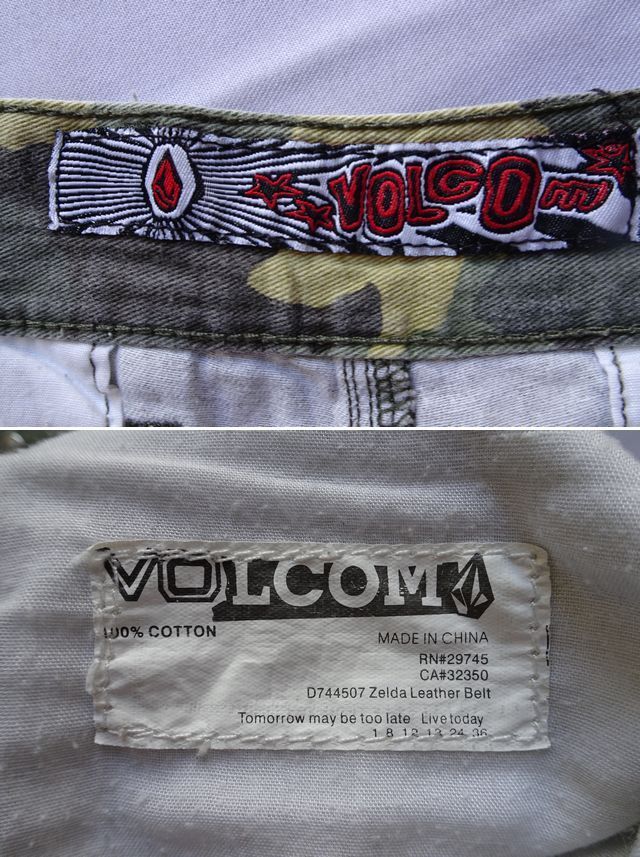 VOLCOM
VOLCOM
100% COTTON
MADE IN CHINA
RN#29745
CA#32350
D744507 Zelda Leather Belt
Tomorrow may be too late Live today
1 8 12 13 24 36